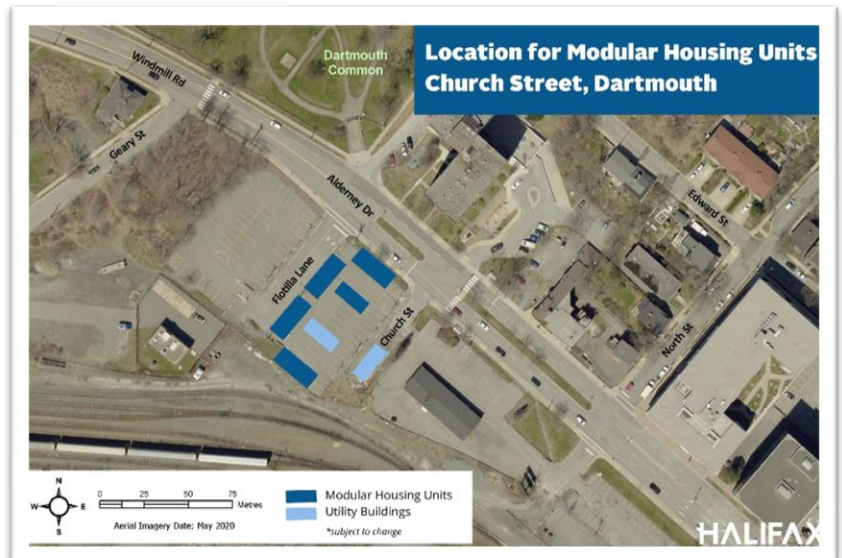 Location for Modular Housing Units
Church Street, Dartmouth
Dartmouth
Common
Windmill Rd
Geary St
Alderney Dr
Edward St
Flotilla Lane
Church St
North St
N
W
E
S
0 25 50 75 Metres
Aerial Imagery Date: May 2020
Modular Housing Units
Utility Buildings
*subject to change
HALIFAX